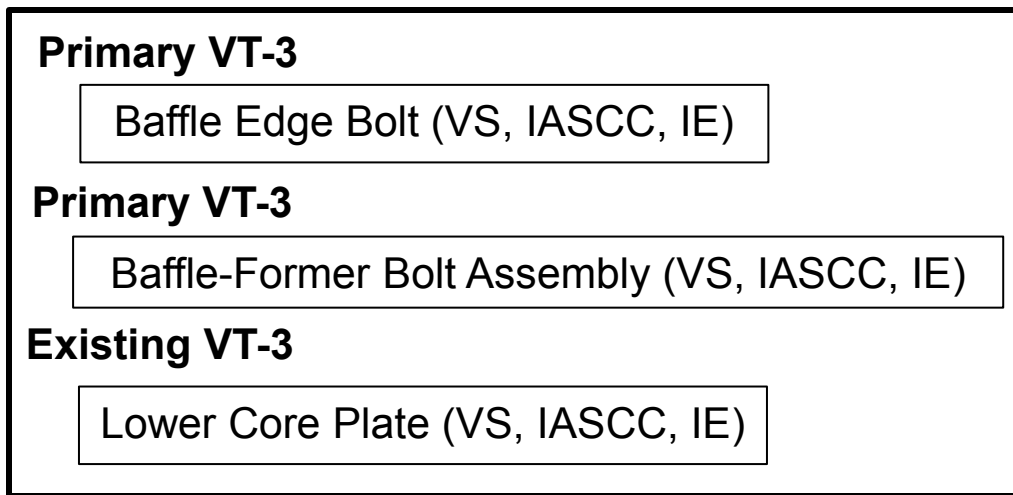 Primary VT-3
Baffle Edge Bolt (VS, IASCC, IE)
Primary VT-3
Baffle-Former Bolt Assembly (VS, IASCC, IE)
Existing VT-3
Lower Core Plate (VS, IASCC, IE)